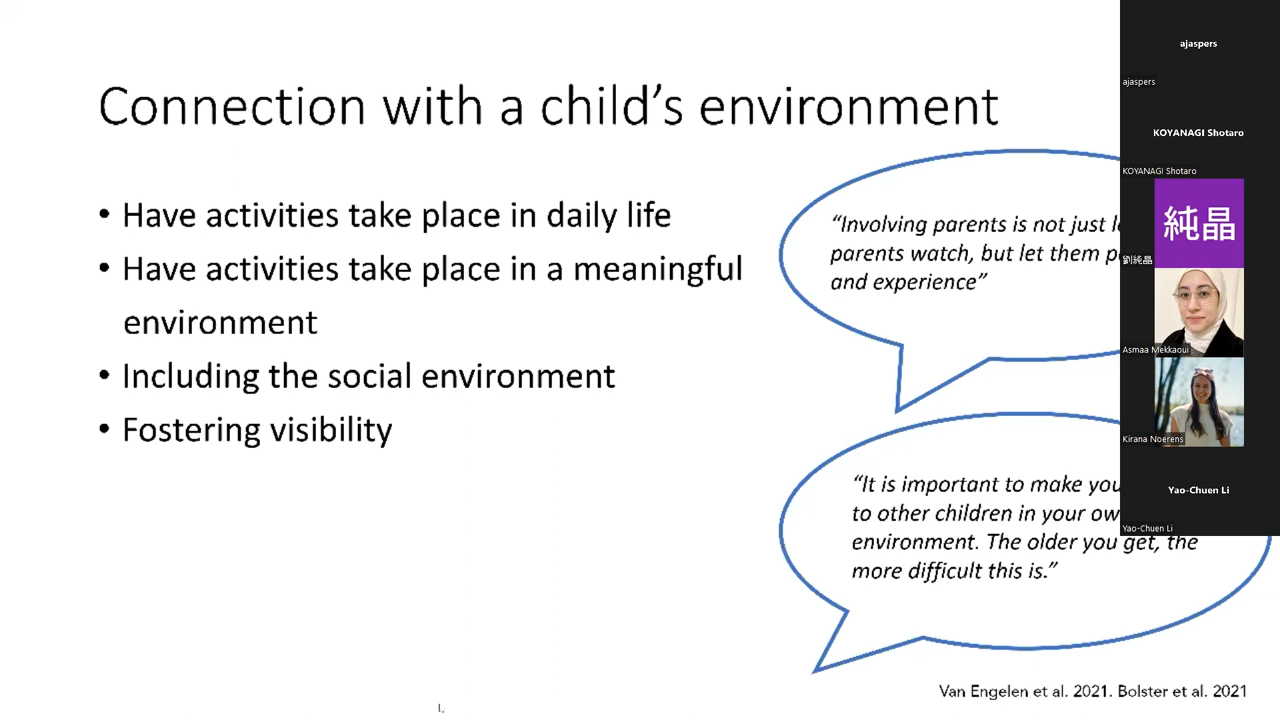 Connection with a child's environment
• Have activities take place in daily life
• Have activities take place in a meaningful
environment
• Including the social environment
• Fostering visibility
“Involving parents is not just
parents watch, but let them
and experience”
“It is important to make
to other children in your
environment. The older you get, the
more difficult this is.”
Van Engelen et al. 2021. Bolster et al. 2021
ajaspers
ajaspers
KOYANAGI Shotaro
KOYANAGI Shotaro
純晶
劉純晶
Asmaa Mekkaoui
Kirana Noerens
Yao-Chuen Li
Yao-Chuen Li